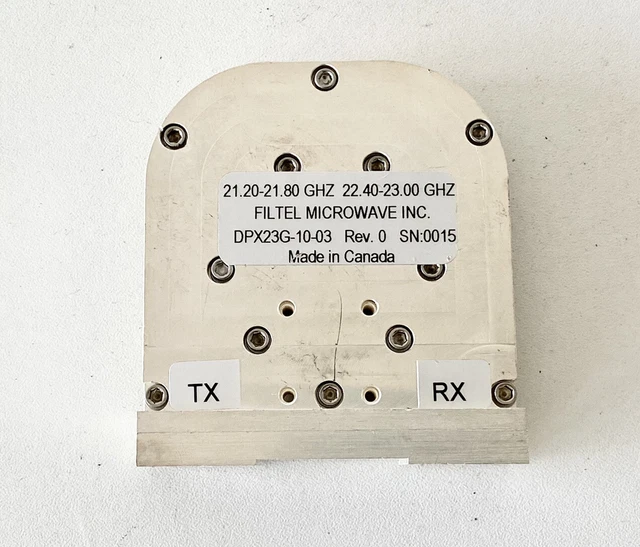 21.20-21.80 GHZ 22.40-23.00 GHZ
FILTEL MICROWAVE INC.
DPX23G-10-03 Rev. 0 SN:0015
Made in Canada
TX
RX